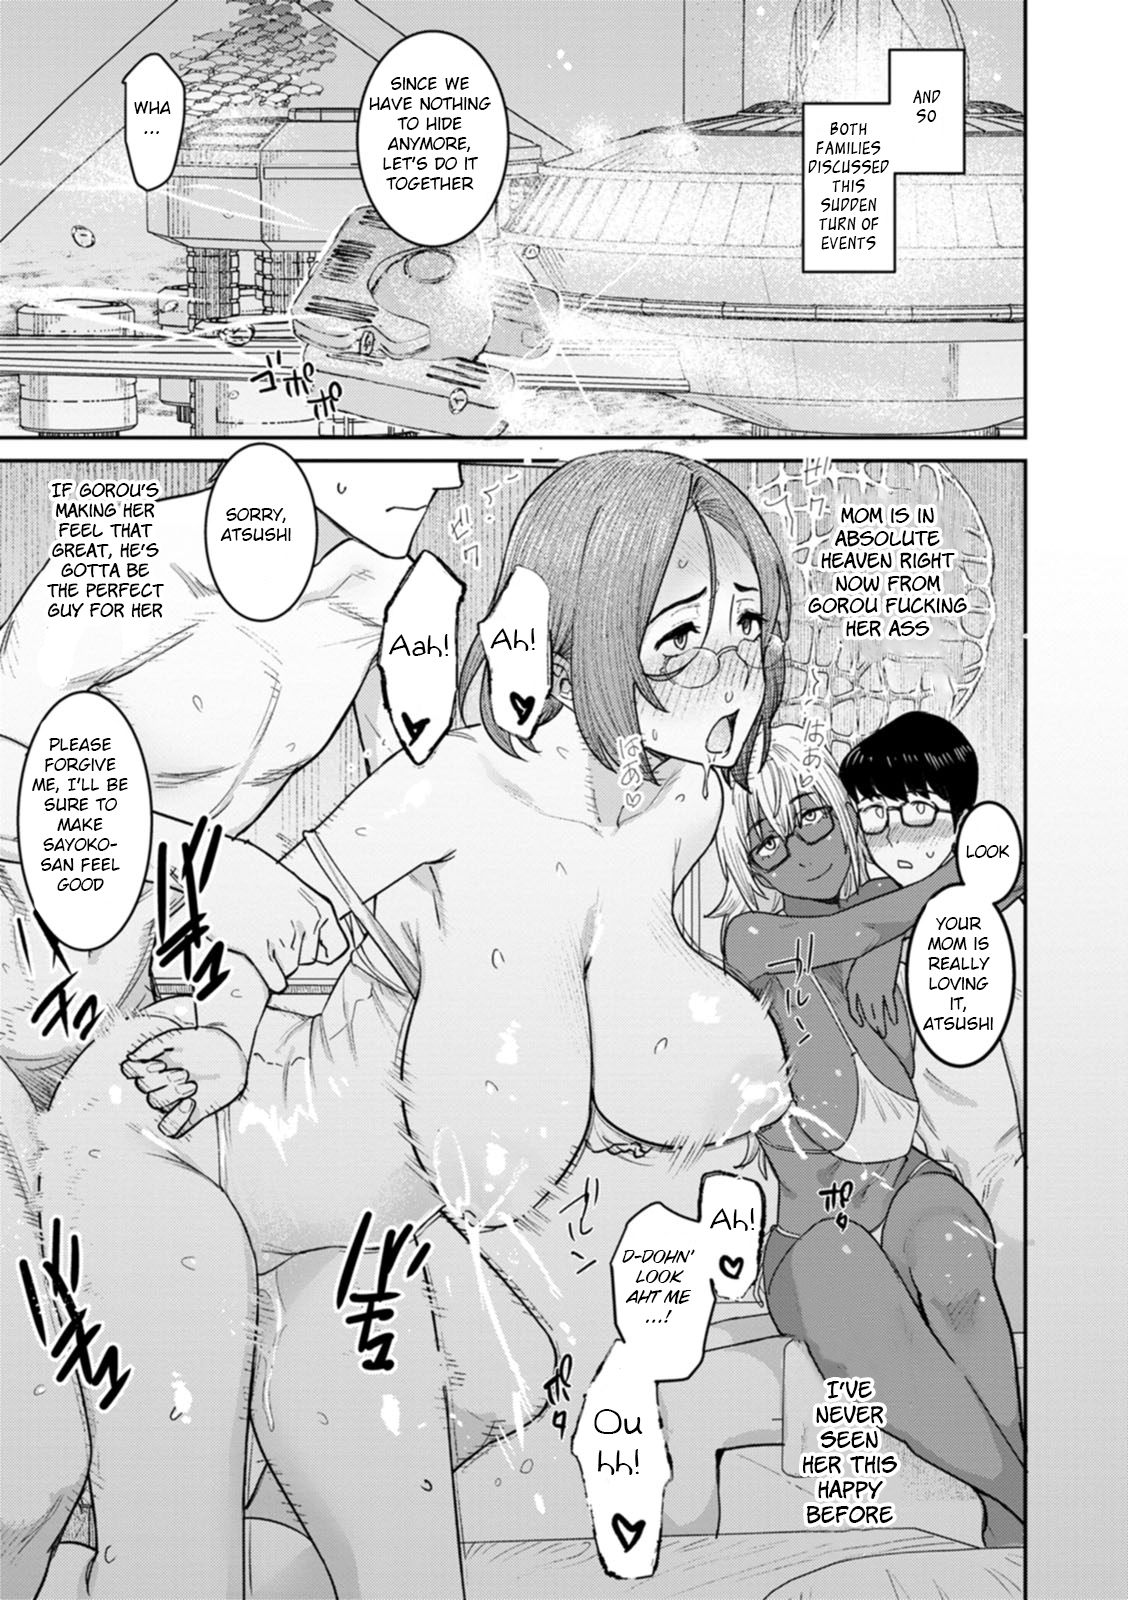 AND
SO
BOTH
FAMILIES
DISCUSSED
THIS
SUDDEN
TURN OF
EVENTS
SINCE WE
HAVE NOTHING
TO HIDE
ANYMORE,
LET'S DO IT
TOGETHER
WHA
...
ゴポポポ
MOM IS IN
ABSOLUTE
HEAVEN RIGHT
NOW FROM
GOROU FUCKING
HER ASS
LOOK
YOUR
MOM IS
REALLY
LOVING
IT,
ATSUSHI
Ah!
Aah!
SORRY,
ATSUSHI
IF GOROU'S
MAKING HER
FEEL THAT
GREAT, HE'S
GOTTA BE
THE PERFECT
GUY FOR HER
PLEASE
FORGIVE
ME, I'LL BE
SURE TO
MAKE
SAYOKO-
SAN FEEL
GOOD
Ah!
D-DOHN'
LOOK
AHT ME
...!
Ou
hh!
I'VE
NEVER
SEEN
HER THIS
HAPPY
BEFORE